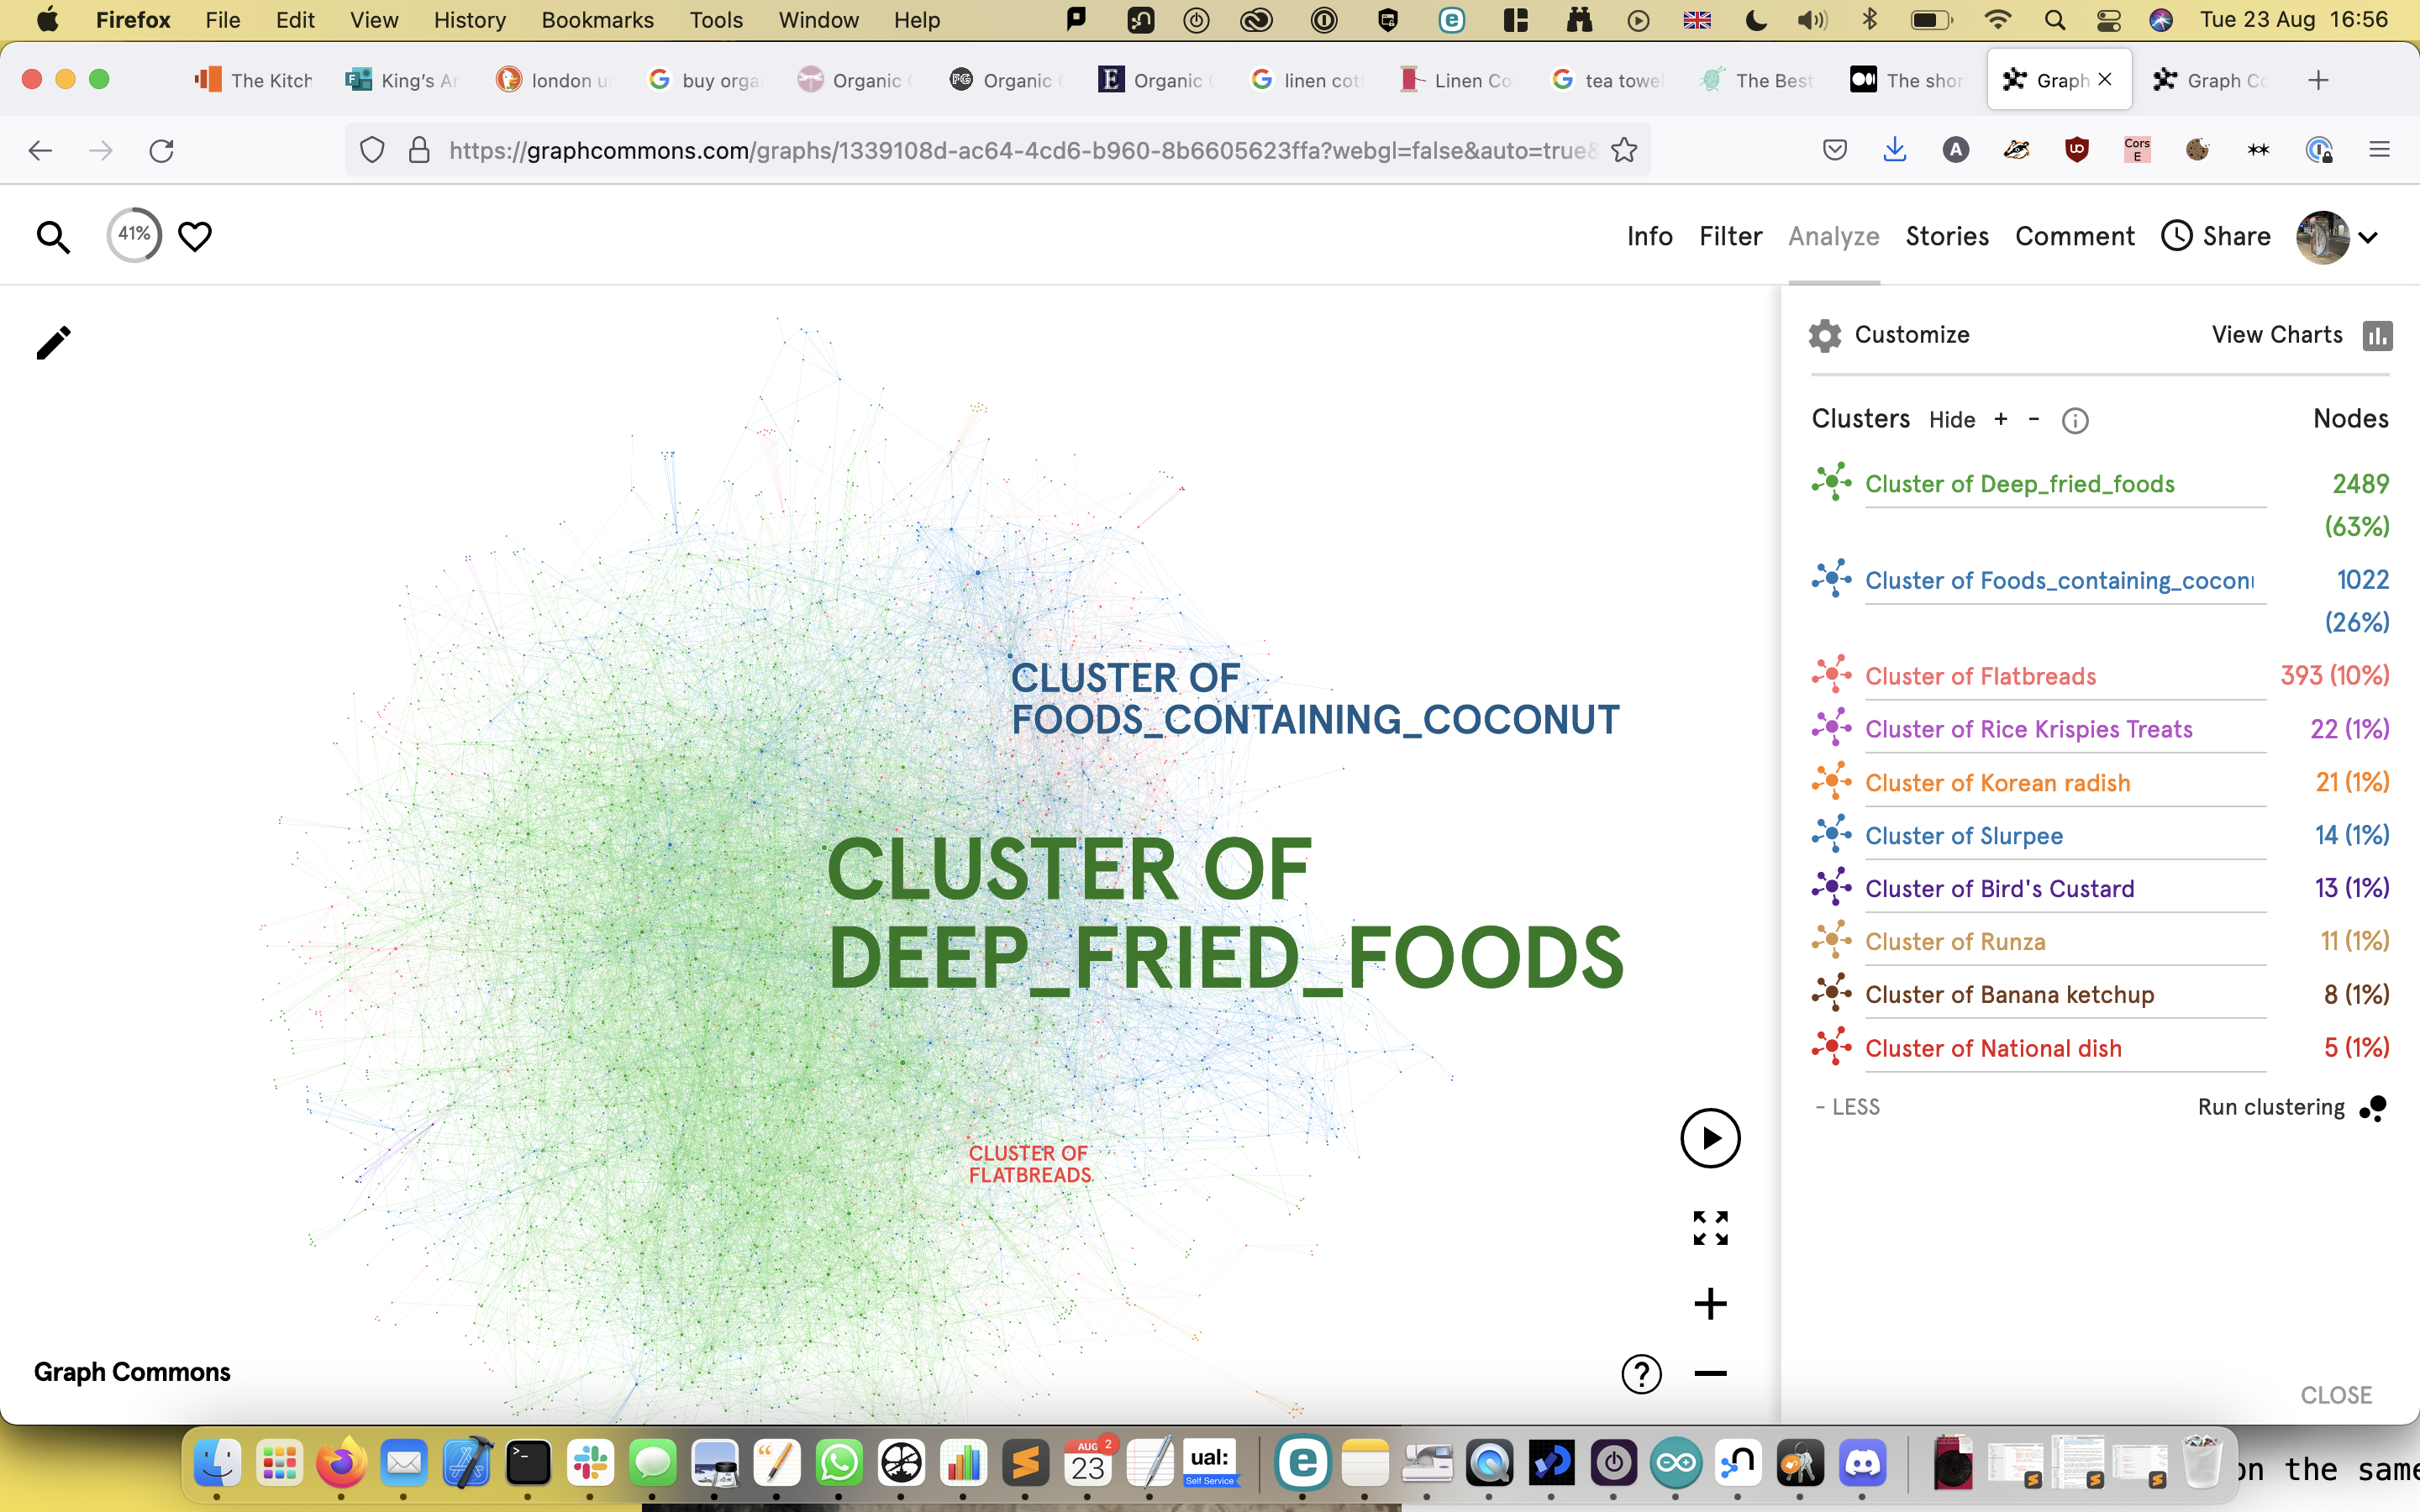 Firefox File Edit View History Bookmarks Tools Window Help Tue 23 Aug 16:56
The Kitch King's Ar london u buy orga Organic Organic Organic linen cot Linen Co tea towe The Best The shor Graph Graph Co
https://graphcommons.com/graphs/1339108d-ac64-4cd6-b960-8b6605623ffa?webgl=false&auto=true&
Cors
E
41%
Info Filter Analyze Stories Comment Share
Customize View Charts
Clusters Hide + - Nodes
Cluster of Deep_fried_foods 2489
(63%)
Cluster of Foods_containing_cocon 1022
(26%)
Cluster of Flatbreads 393 (10%)
Cluster of Rice Krispies Treats 22 (1%)
Cluster of Korean radish 21 (1%)
Cluster of Slurpee 14 (1%)
Cluster of Bird's Custard 13 (1%)
Cluster of Runza 11 (1%)
Cluster of Banana ketchup 8 (1%)
Cluster of National dish 5 (1%)
- LESS Run clustering
CLUSTER OF
FOODS_CONTAINING_COCONUT
CLUSTER OF
DEEP_FRIED_FOODS
CLUSTER OF
FLATBREADS
Graph Commons
CLOSE
AUG 2
23
ual:
Self Service
on the same